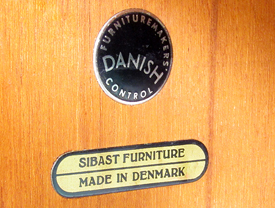 FURNITUREMAKERS
DANISH
CONTROL
SIBAST FURNITURE
MADE IN DENMARK